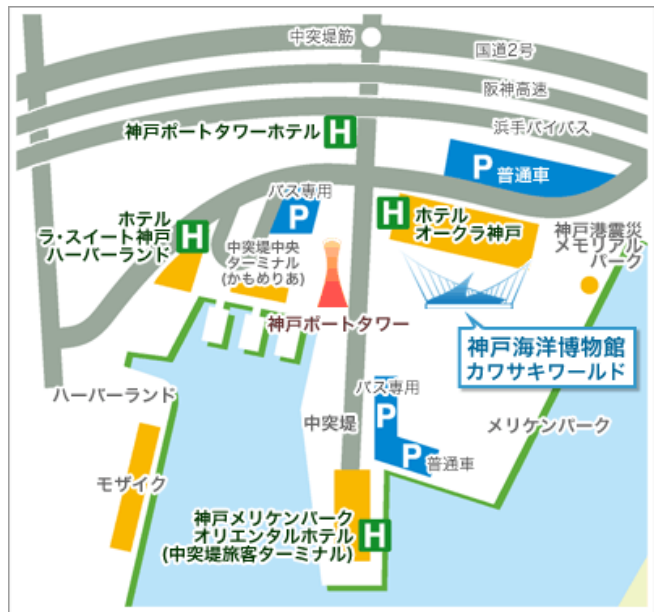 中突堤筋
国道2号
阪神高速
浜手バイパス
神戸ポートタワーホテル H
P 普通車
バス専用
P
H ホテル
オークラ神戸
ホテル
ラ・スイート神戸
ハーバーランド
H
中突堤中央
ターミナル
(かもめりあ)
神戸港震災
メモリアル
パーク
神戸ポートタワー
神戸海洋博物館
カワサキワールド
バス専用
P
P 普通車
ハーバーランド
中突堤
メリケンパーク
モザイク
神戸メリケンパーク
オリエンタルホテル
(中突堤旅客ターミナル)
H